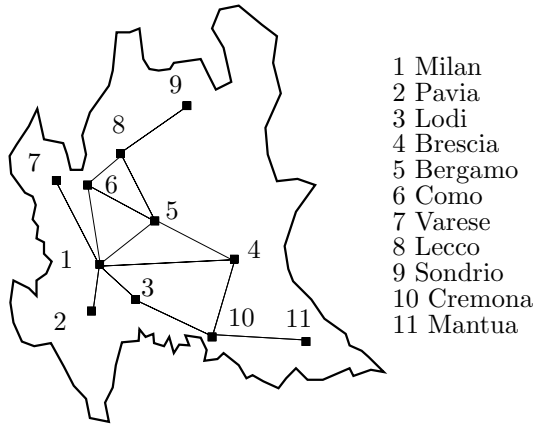 9
8
7
6
5
4
1
3
2
10
11
1 Milan
2 Pavia
3 Lodi
4 Brescia
5 Bergamo
6 Como
7 Varese
8 Lecco
9 Sondrio
10 Cremona
11 Mantua